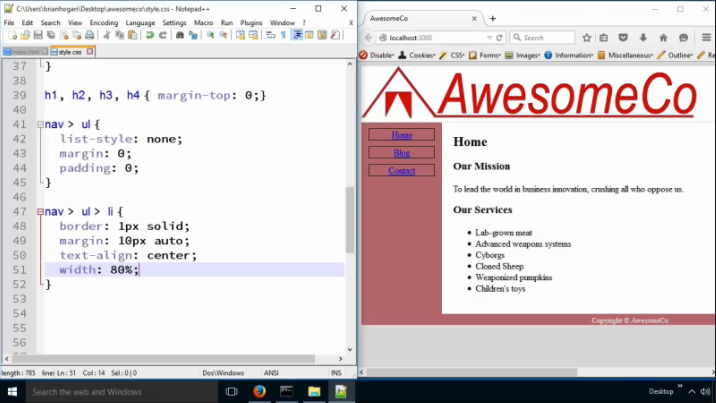 C:\Users\brianhogan\Desktop\awesomeco\style.css - Notepad++
File Edit Search View Encoding Language Settings Macro Run Plugins Window ?
index.html style.css
37 }
38
39 h1, h2, h3, h4 { margin-top: 0;}
40
41 nav > ul {
42 list-style: none;
43 margin: 0;
44 padding: 0;
45 }
46
47 nav > ul > li {
48 border: 1px solid;
49 margin: 10px auto;
50 text-align: center;
51 width: 80%;
52 }
53
54
55
56
length : 785 Ln : 51 Col : 14 Sel : 0 | 0 Dos\Windows ANSI
AwesomeCo
localhost:3000 Search
Disable Cookies CSS Forms Images Information Miscellaneous Outline
AwesomeCo
Home
Blog
Contact
Home
Our Mission
To lead the world in business innovation, crushing all who oppose us.
Our Services
Lab-grown meat
Advanced weapons systems
Cyborgs
Cloned Sheep
Weaponized pumpkins
Children's toys
Copyright © AwesomeCo
Search the web and Windows
Desktop